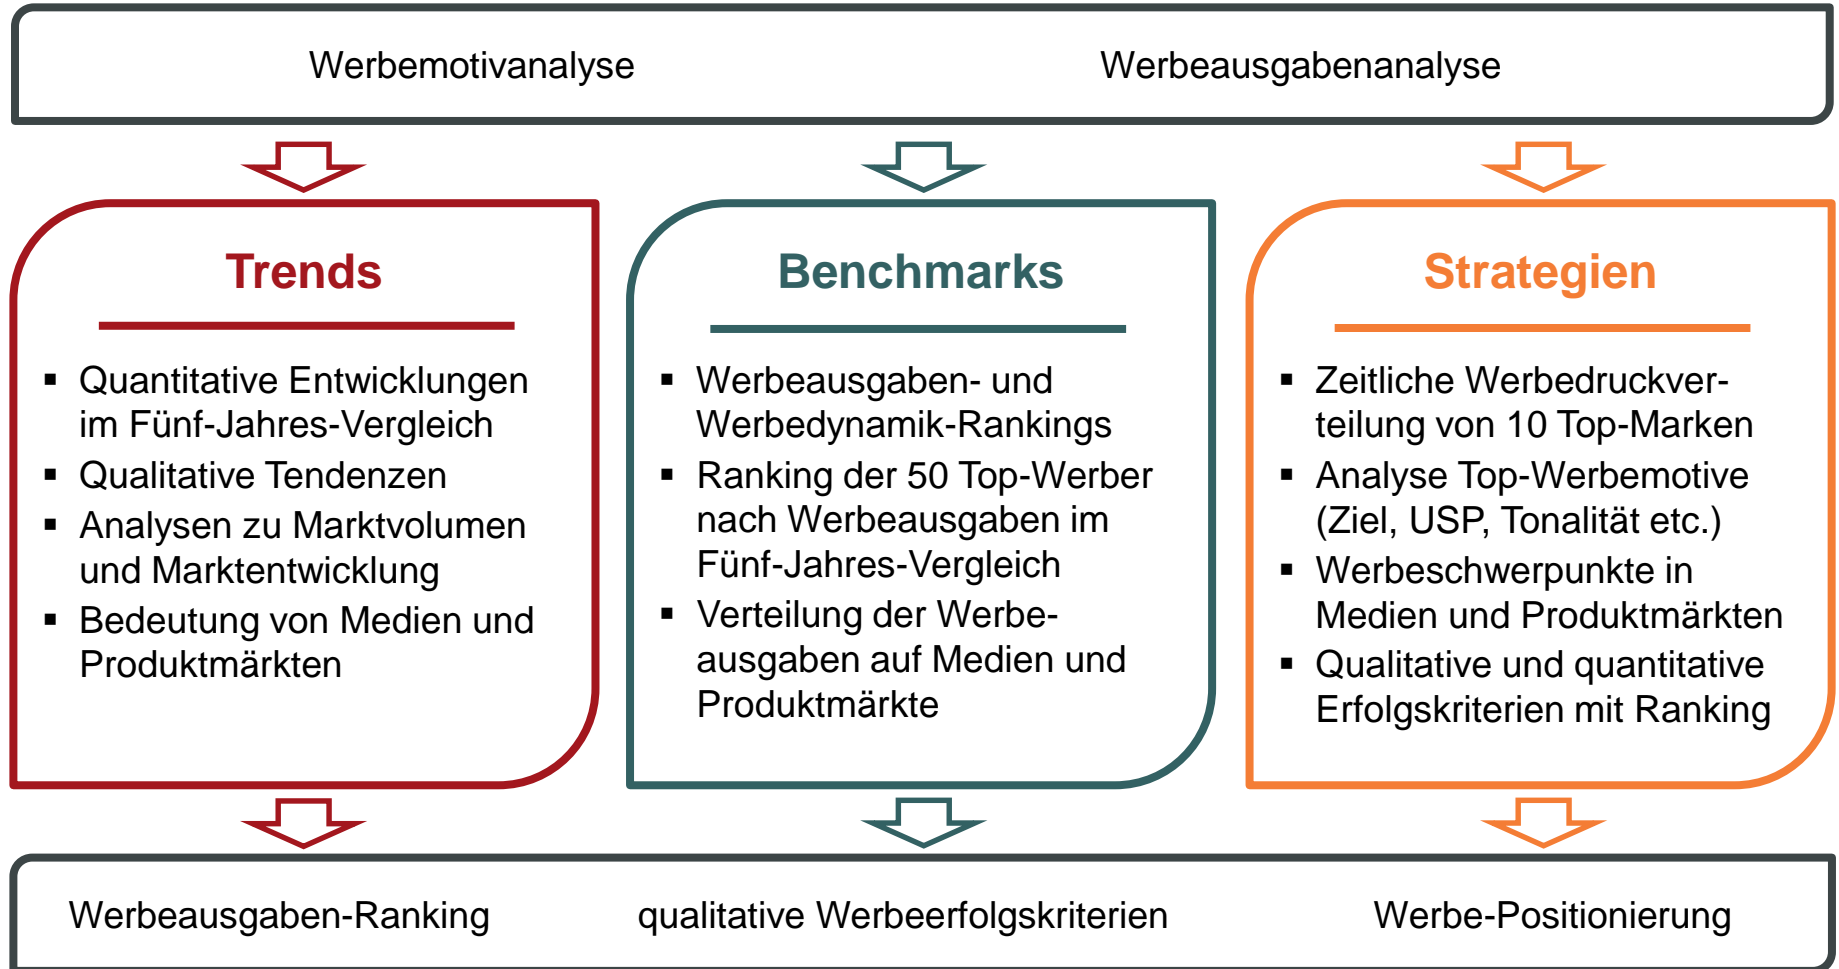 Werbemotivanalyse Werbeausgabenanalyse
Trends
▪ Quantitative Entwicklungen
im Fünf-Jahres-Vergleich
▪ Qualitative Tendenzen
▪ Analysen zu Marktvolumen
und Marktentwicklung
▪ Bedeutung von Medien und
Produktmärkten
Benchmarks
▪ Werbeausgaben- und
Werbedynamik-Rankings
▪ Ranking der 50 Top-Werber
nach Werbeausgaben im
Fünf-Jahres-Vergleich
▪ Verteilung der Werbe-
ausgaben auf Medien und
Produktmärkte
Strategien
▪ Zeitliche Werbedruckver-
teilung von 10 Top-Marken
▪ Analyse Top-Werbemotive
(Ziel, USP, Tonalität etc.)
▪ Werbeschwerpunkte in
Medien und Produktmärkten
▪ Qualitative und quantitative
Erfolgskriterien mit Ranking
Werbeausgaben-Ranking qualitative Werbeerfolgskriterien Werbe-Positionierung